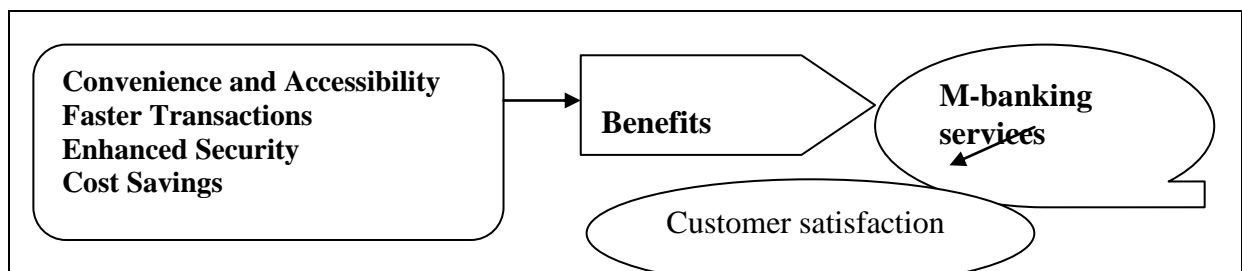 Convenience and Accessibility
Faster Transactions
Enhanced Security
Cost Savings
Benefits
M-banking
services
Customer satisfaction